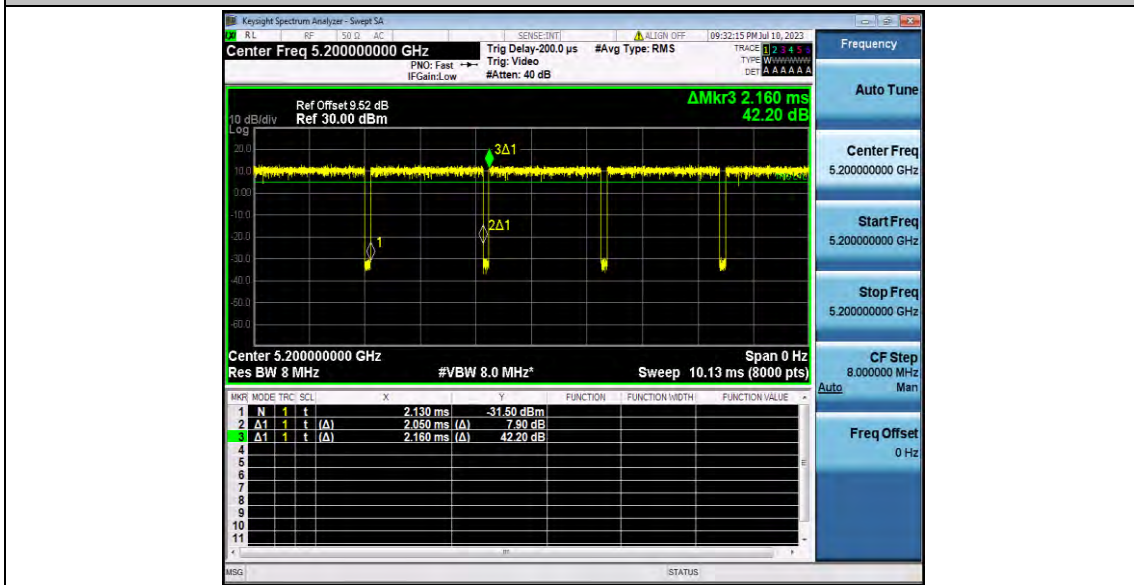 Keysight Spectrum Analyzer - Swept SA
RL RF 50 Ω AC SENSE:INT ALIGN OFF 09:32:15 PM Jul 10, 2023
Center Freq 5.200000000 GHz
PNO: Fast
IFGain:Low
Trig Delay-200.0 µs
Trig: Video
#Atten: 40 dB
#Avg Type: RMS
TRACE 1 2 3 4 5 6
TYPE WWWWWW
DET A A A A A A
Frequency
Auto Tune
Center Freq
5.200000000 GHz
Start Freq
5.200000000 GHz
Stop Freq
5.200000000 GHz
CF Step
8.000000 MHz
Auto Man
Freq Offset
0 Hz
ΔMkr3 2.160 ms
42.20 dB
Ref Offset 9.52 dB
10 dB/div Ref 30.00 dBm
Log
20.0
10.0
0.00
-10.0
-20.0
-30.0
-40.0
-50.0
-60.0
3Δ1
2Δ1
1
Center 5.200000000 GHz Span 0 Hz
Res BW 8 MHz #VBW 8.0 MHz* Sweep 10.13 ms (8000 pts)
MKR MODE TRC SCL X Y FUNCTION FUNCTION WIDTH FUNCTION VALUE
1 N 1 t 2.130 ms -31.50 dBm
2 Δ1 1 t (Δ) 2.050 ms (Δ) 7.90 dB
3 Δ1 1 t (Δ) 2.160 ms (Δ) 42.20 dB
4
5
6
7
8
9
10
11
MSG STATUS